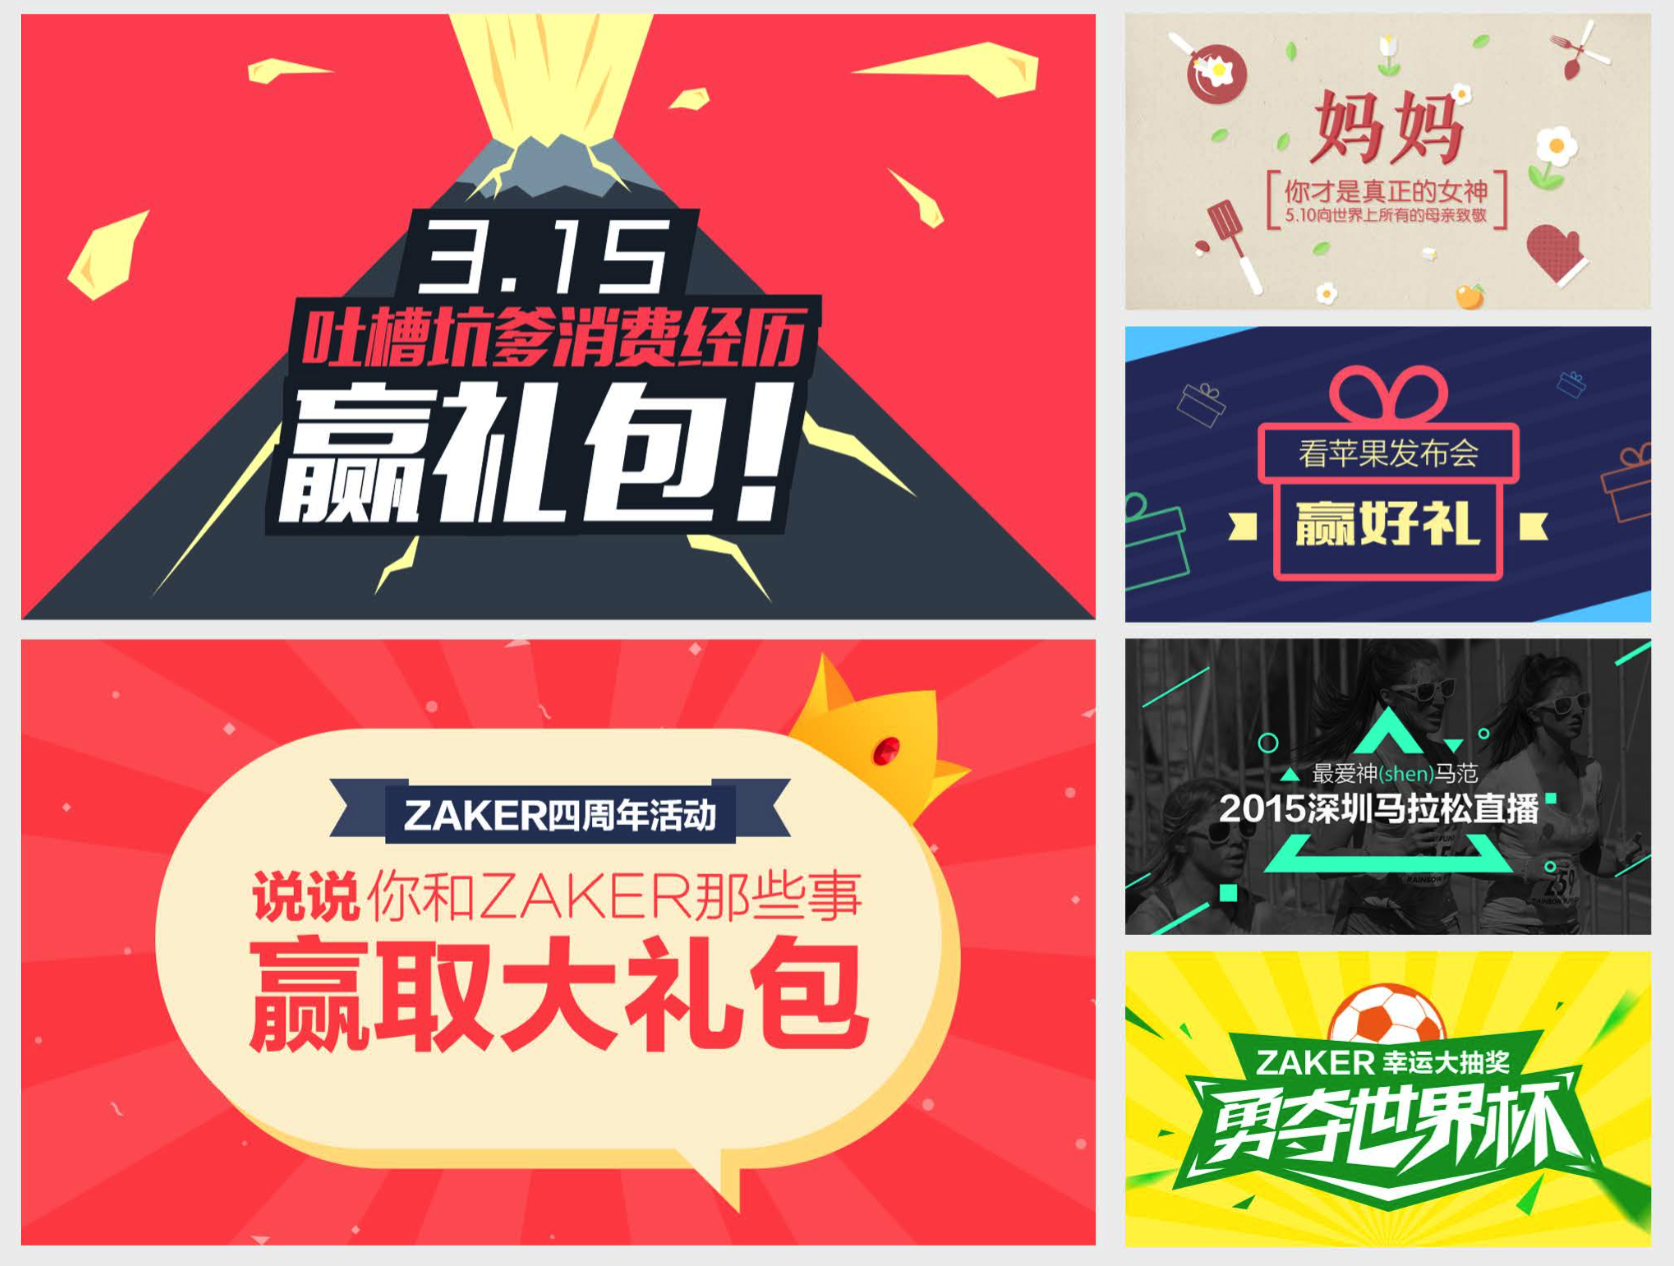 3.15
吐槽坑爹消费经历
赢礼包!
ZAKER四周年活动
说说你和ZAKER那些事
赢取大礼包
妈妈
你才是真正的女神
5.10向世界上所有的母亲致敬
看苹果发布会
赢好礼
最爱神(shen)马范
2015深圳马拉松直播
259
ZAKER 幸运大抽奖
勇夺世界杯